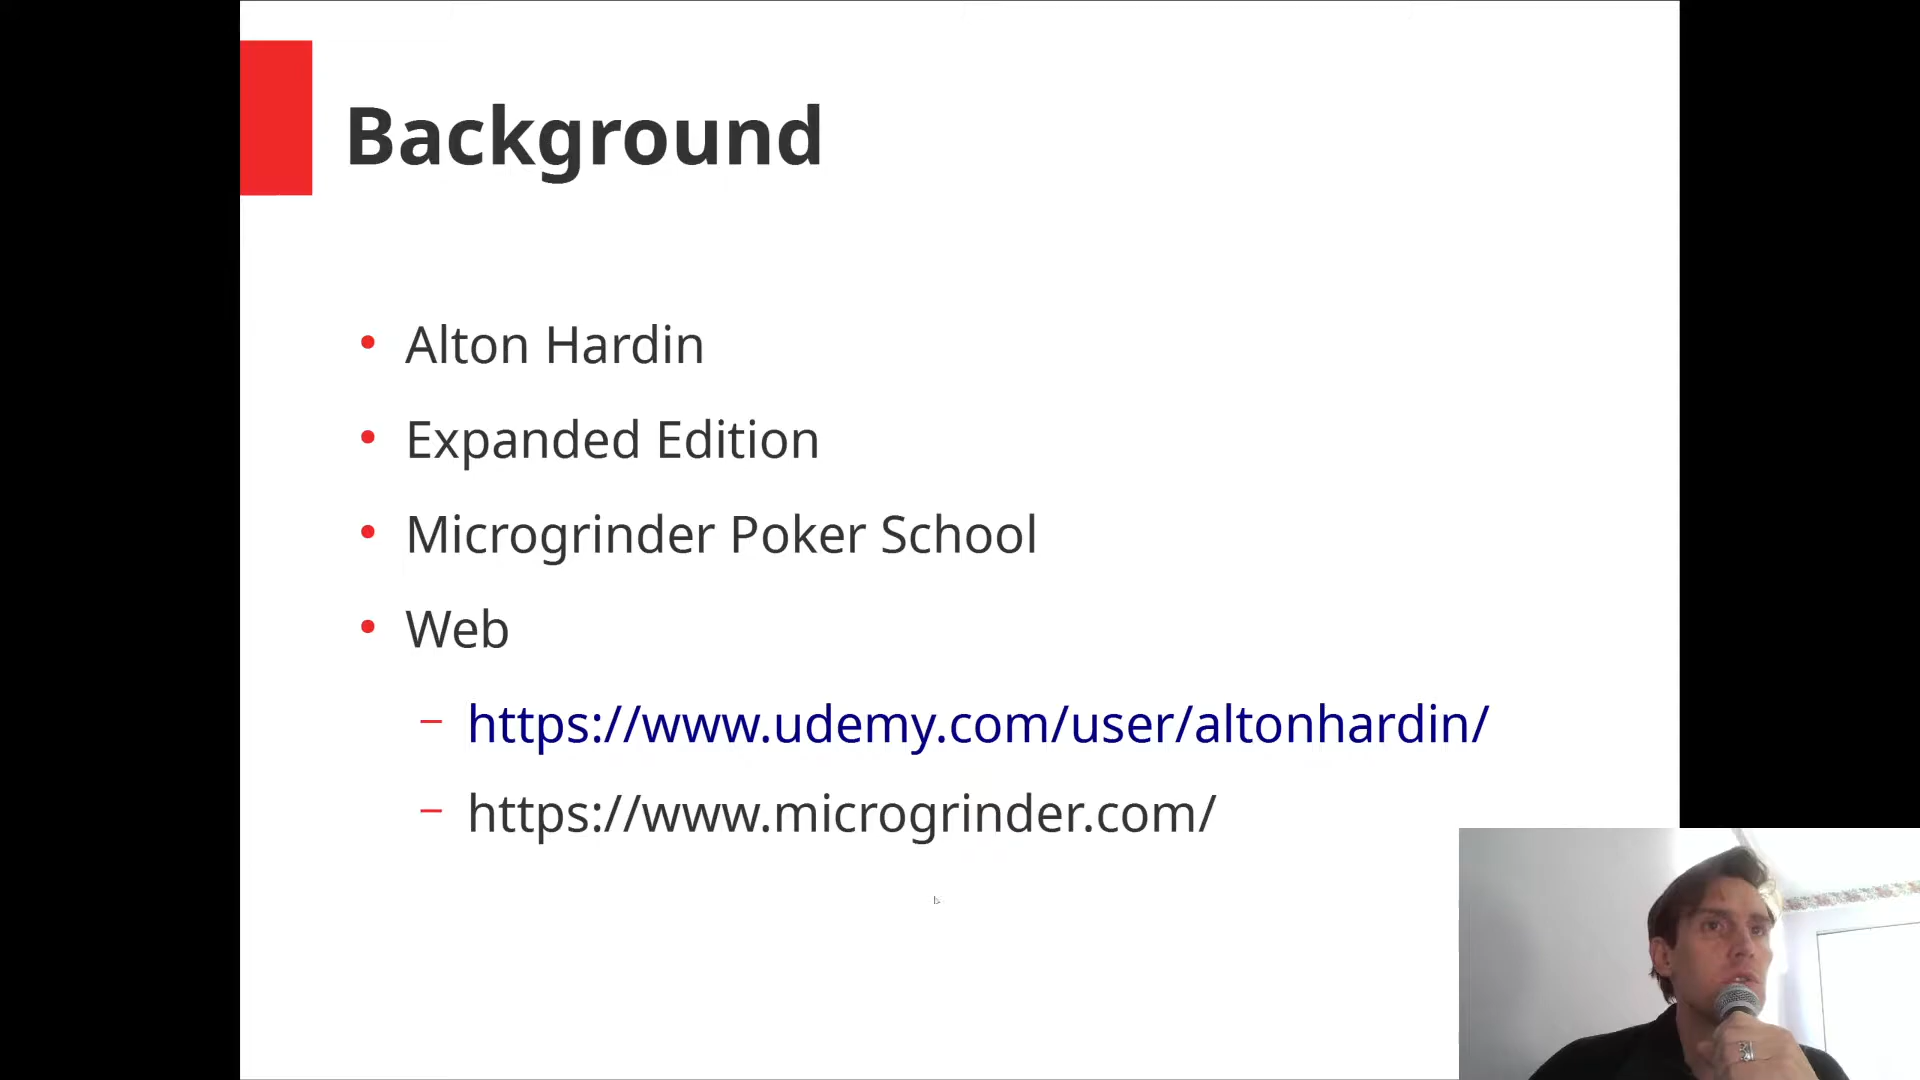 Background
• Alton Hardin
• Expanded Edition
• Microgrinder Poker School
• Web
– https://www.udemy.com/user/altonhardin/
– https://www.microgrinder.com/